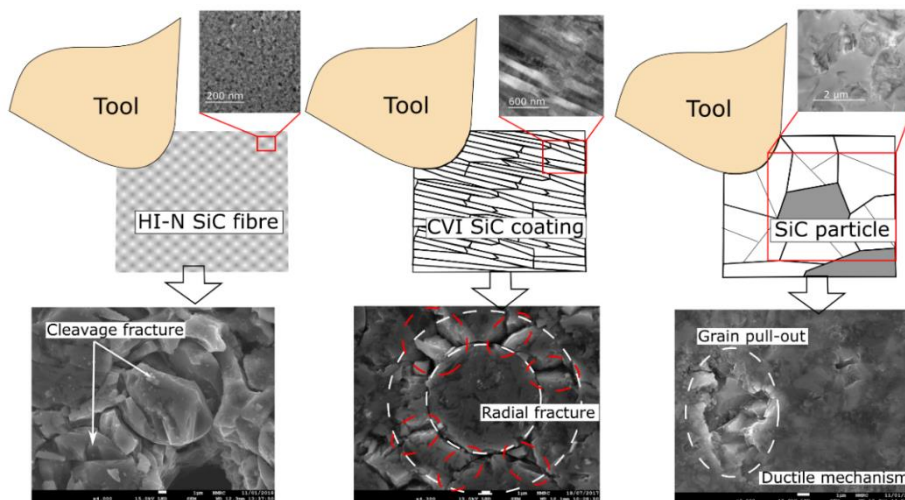 Tool
200 nm
HI-N SiC fibre
Tool
600 nm
CVI SiC coating
Tool
2 µm
SiC particle
Cleavage fracture
Radial fracture
Grain pull-out
Ductile mechanism